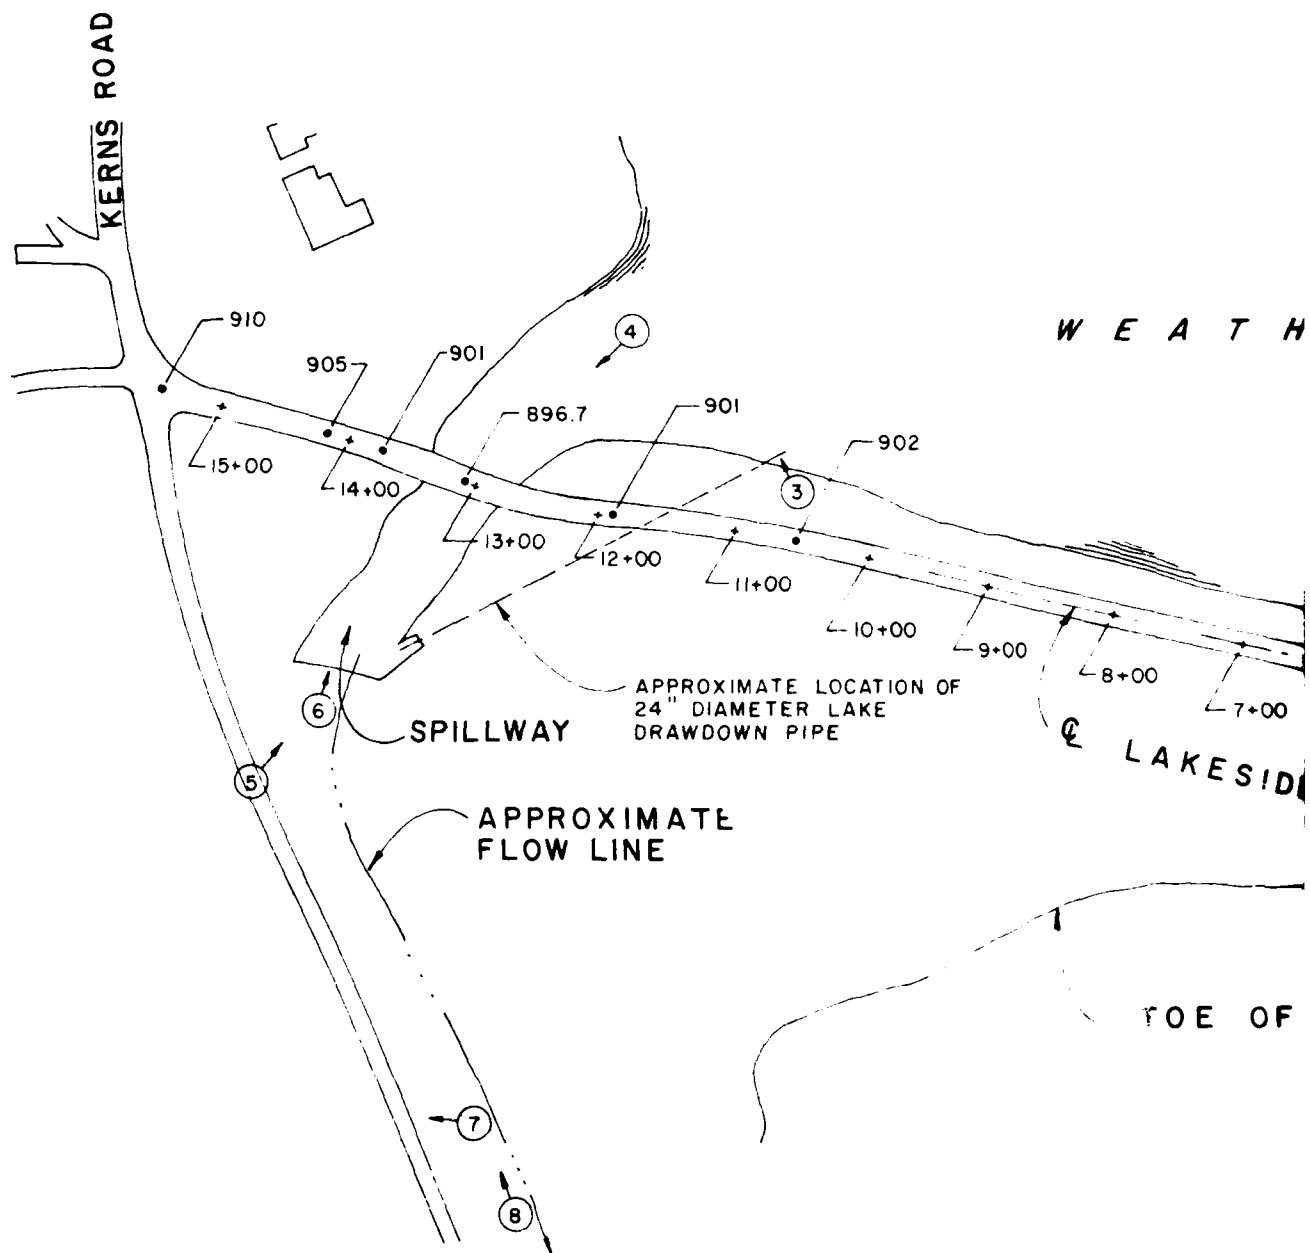 KERNS ROAD
910
905
901
896.7
901
902
4
3
W E A T H
15+00
14+00
13+00
12+00
11+00
10+00
9+00
8+00
7+00
APPROXIMATE LOCATION OF
24" DIAMETER LAKE
DRAWDOWN PIPE
6
SPILLWAY
5
℄ LAKESID
APPROXIMATE
FLOW LINE
TOE OF
7
8